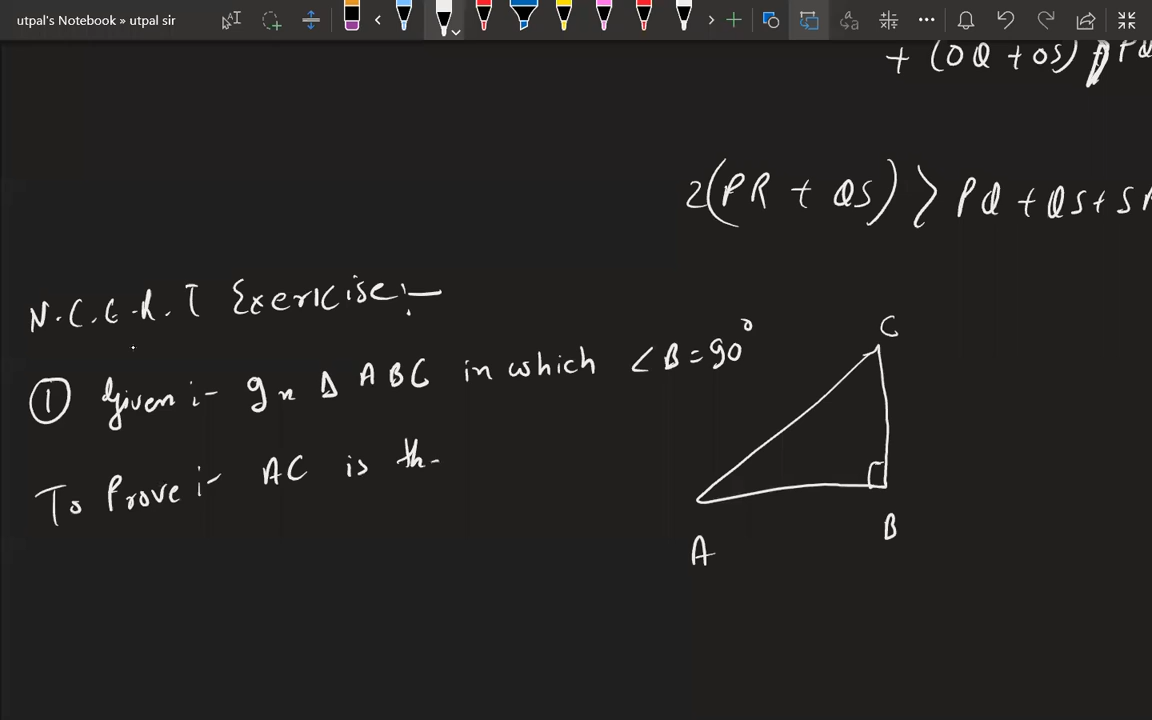 utpal's Notebook » utpal sir
+ (OQ + OS)
2(PR + QS) > PQ + QS + S
N.C.E.R.T Exercise :-
① Given :- In Δ ABC in which ∠B = 90°
To Prove :- AC is th
C
A
B